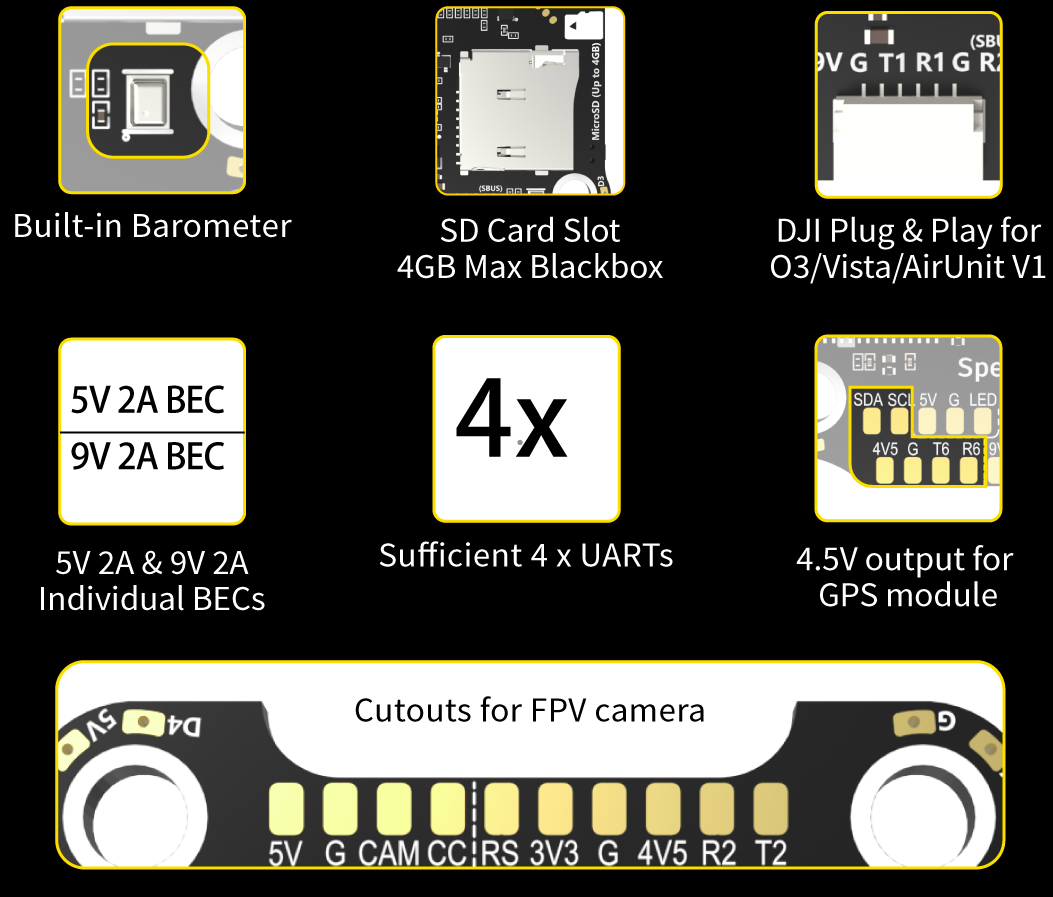 MicroSD (Up to 4GB)
(SBUS)
D3
9V G T1 R1 G R2
Built-in Barometer
SD Card Slot
4GB Max Blackbox
DJI Plug & Play for
O3/Vista/AirUnit V1
5V 2A BEC
9V 2A BEC
4x
SDA SCL 5V G LED
4V5 G T6 R6 9V
5V 2A & 9V 2A
Individual BECs
Sufficient 4 x UARTs
4.5V output for
GPS module
Cutouts for FPV camera
5V D4
G
5V G CAM CC RS 3V3 G 4V5 R2 T2